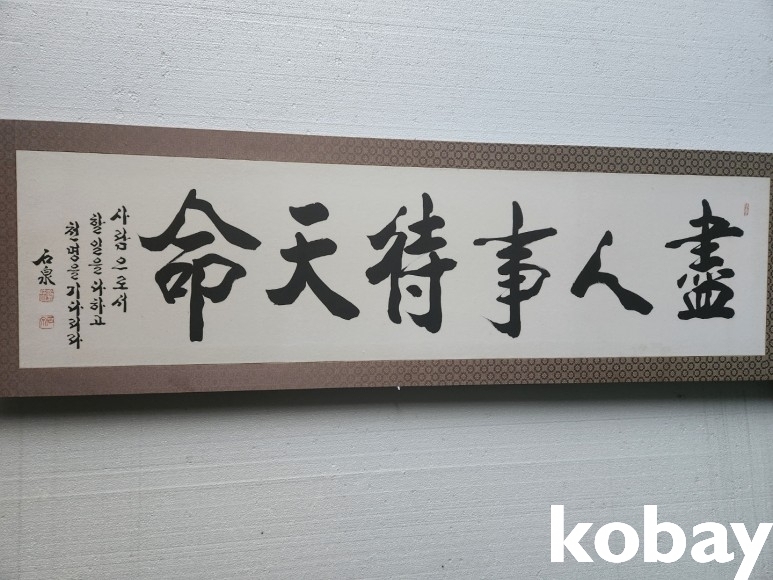 盡人事待天命
사람으로서
할 일을 다하고
천명을 기다리라
石泉
kobay